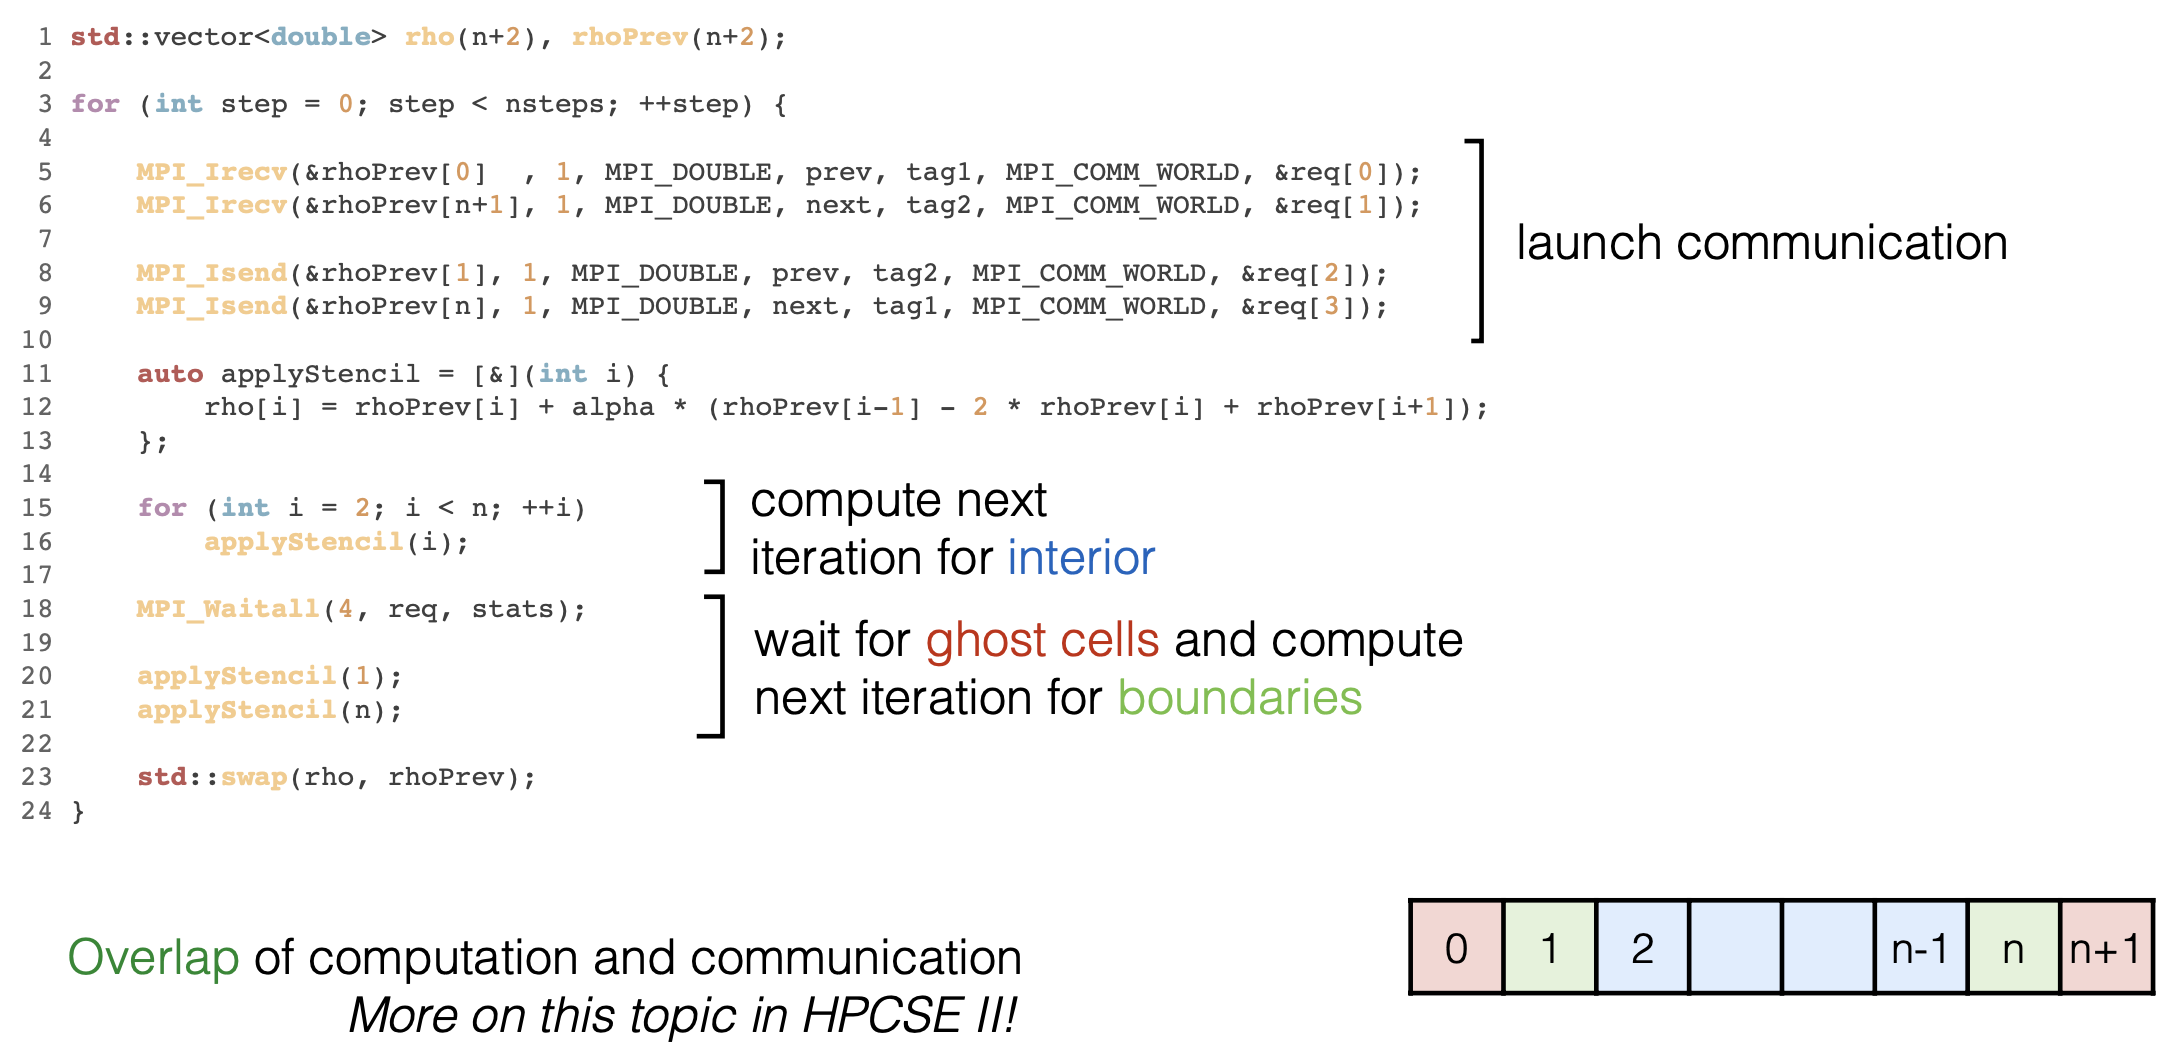 1 std::vector<double> rho(n+2), rhoPrev(n+2);
2
3 for (int step = 0; step < nsteps; ++step) {
4
5     MPI_Irecv(&rhoPrev[0]  , 1, MPI_DOUBLE, prev, tag1, MPI_COMM_WORLD, &req[0]);
6     MPI_Irecv(&rhoPrev[n+1], 1, MPI_DOUBLE, next, tag2, MPI_COMM_WORLD, &req[1]);
7
8     MPI_Isend(&rhoPrev[1], 1, MPI_DOUBLE, prev, tag2, MPI_COMM_WORLD, &req[2]);
9     MPI_Isend(&rhoPrev[n], 1, MPI_DOUBLE, next, tag1, MPI_COMM_WORLD, &req[3]);
10
launch communication
11     auto applyStencil = [&](int i) {
12         rho[i] = rhoPrev[i] + alpha * (rhoPrev[i-1] - 2 * rhoPrev[i] + rhoPrev[i+1]);
13     };
14
15     for (int i = 2; i < n; ++i)
16         applyStencil(i);
17
compute next
iteration for interior
18     MPI_Waitall(4, req, stats);
19
20     applyStencil(1);
21     applyStencil(n);
22
wait for ghost cells and compute
next iteration for boundaries
23     std::swap(rho, rhoPrev);
24 }
Overlap of computation and communication
More on this topic in HPCSE II!
0 1 2 n-1 n n+1